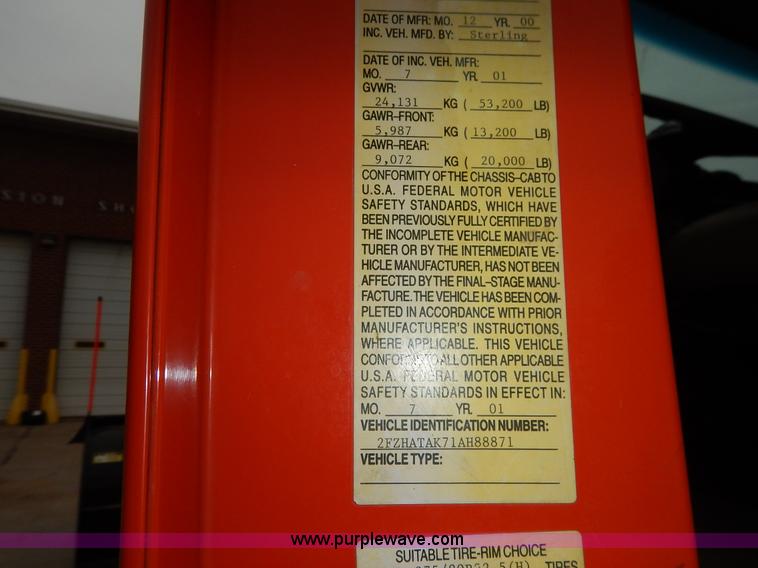 DATE OF MFR: MO. 12 YR. 00
INC. VEH. MFD. BY: Sterling
DATE OF INC. VEH. MFR:
MO. 7 YR. 01
GVWR:
24,131 KG ( 53,200 LB)
GAWR-FRONT:
5,987 KG ( 13,200 LB)
GAWR-REAR:
9,072 KG ( 20,000 LB)
CONFORMITY OF THE CHASSIS-CAB TO
U.S.A. FEDERAL MOTOR VEHICLE
SAFETY STANDARDS, WHICH HAVE
BEEN PREVIOUSLY FULLY CERTIFIED BY
THE INCOMPLETE VEHICLE MANUFAC-
TURER OR BY THE INTERMEDIATE VE-
HICLE MANUFACTURER, HAS NOT BEEN
AFFECTED BY THE FINAL-STAGE MANU-
FACTURE. THE VEHICLE HAS BEEN COM-
PLETED IN ACCORDANCE WITH PRIOR
MANUFACTURER'S INSTRUCTIONS,
WHERE APPLICABLE. THIS VEHICLE
CONFORMS TO ALL OTHER APPLICABLE
U.S.A. FEDERAL MOTOR VEHICLE
SAFETY STANDARDS IN EFFECT IN:
MO. 7 YR. 01
VEHICLE IDENTIFICATION NUMBER:
2FZHATAK71AH88871
VEHICLE TYPE:
www.purplewave.com
SUITABLE TIRE-RIM CHOICE
TIRES